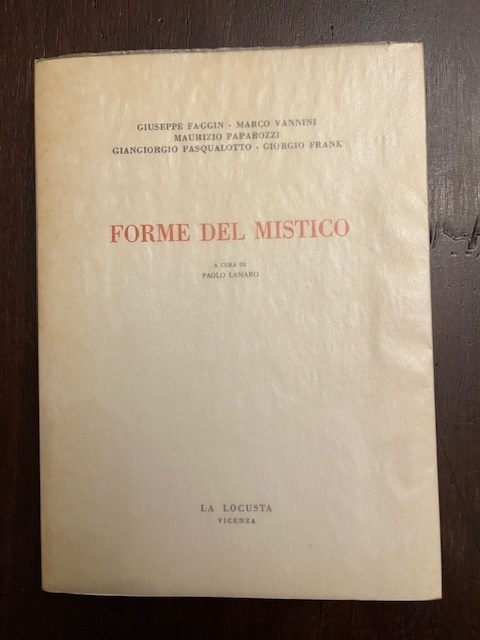 GIUSEPPE FAGGIN - MARCO VANNINI
MAURIZIO PAPAROZZI
GIANGIORGIO PASQUALOTTO - GIORGIO FRANK
FORME DEL MISTICO
A CURA DI
PAOLO LANARO
LA LOCUSTA
VICENZA